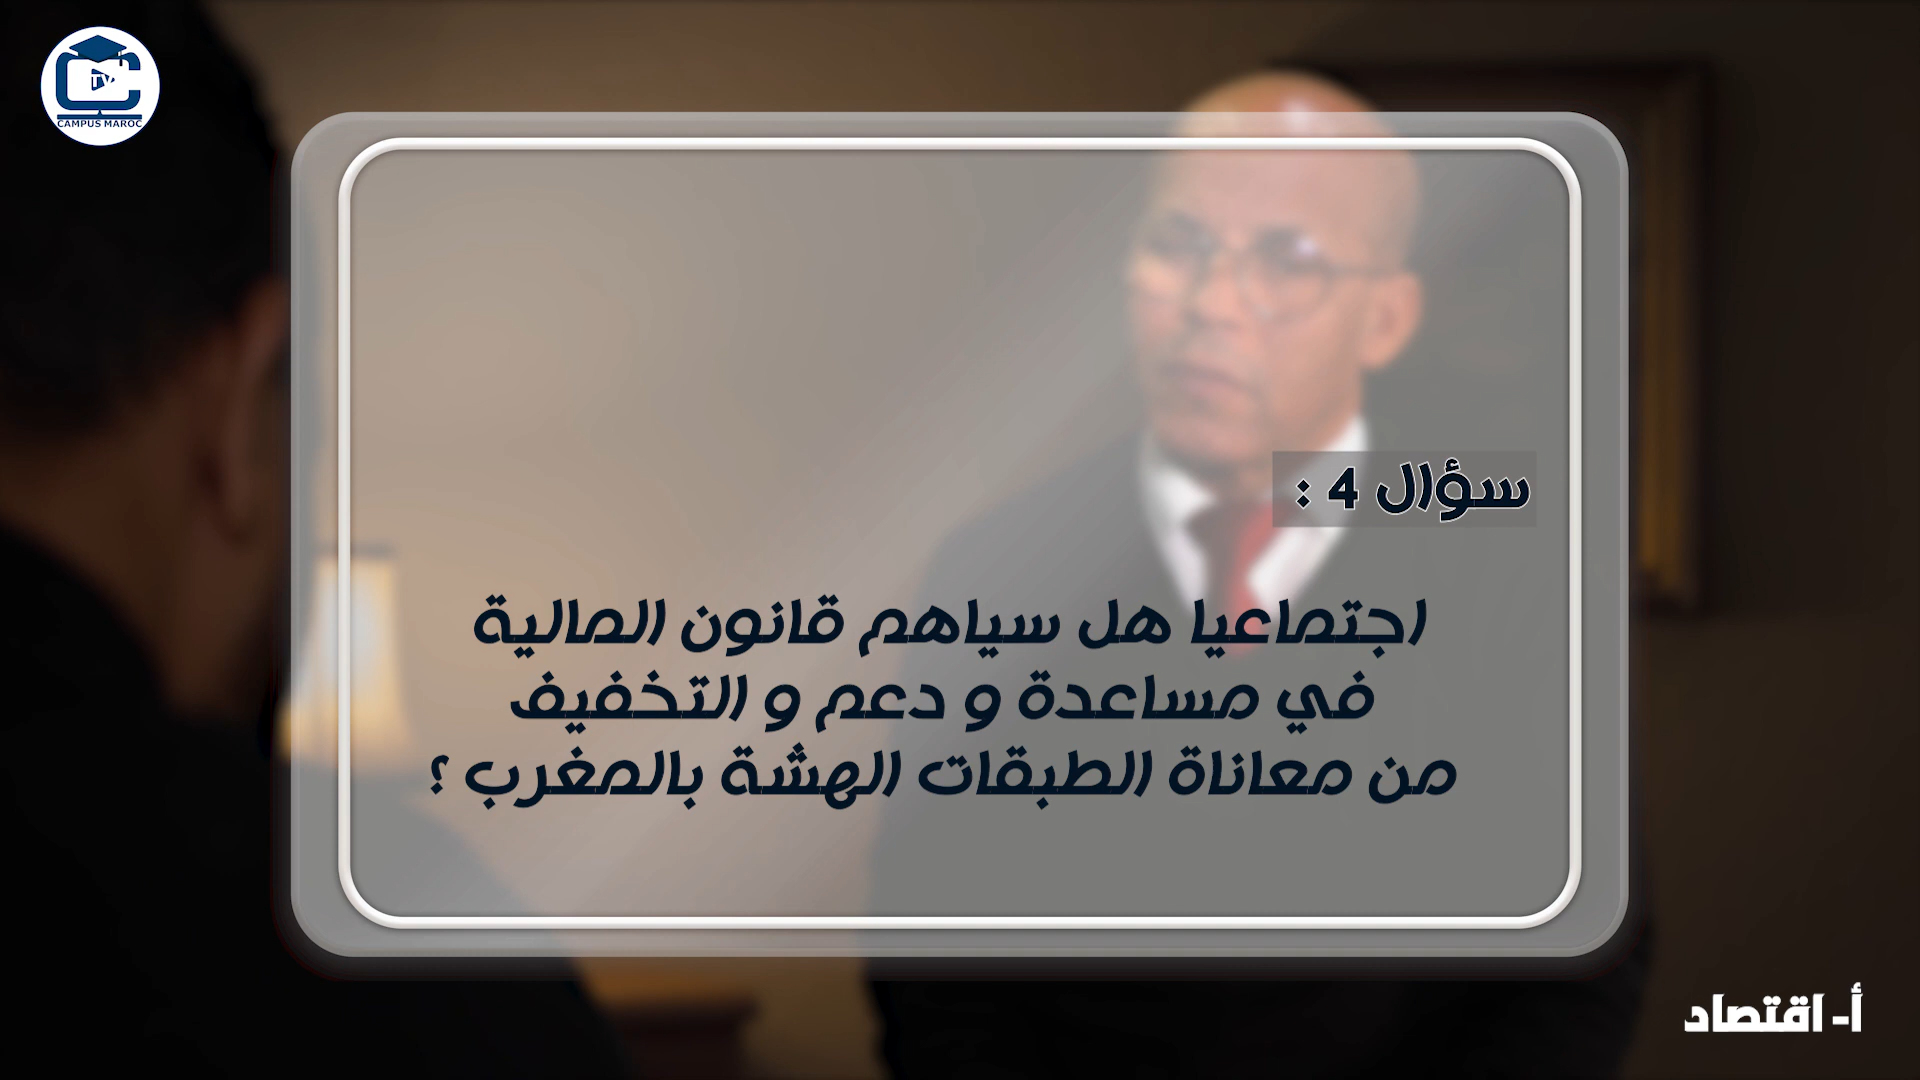 TV
CAMPUS MAROC
سؤال 4 :
اجتماعيا هل سياهم قانون المالية
في مساعدة و دعم و التخفيف
من معاناة الطبقات الهشة بالمغرب ؟
أ- اقتصاد